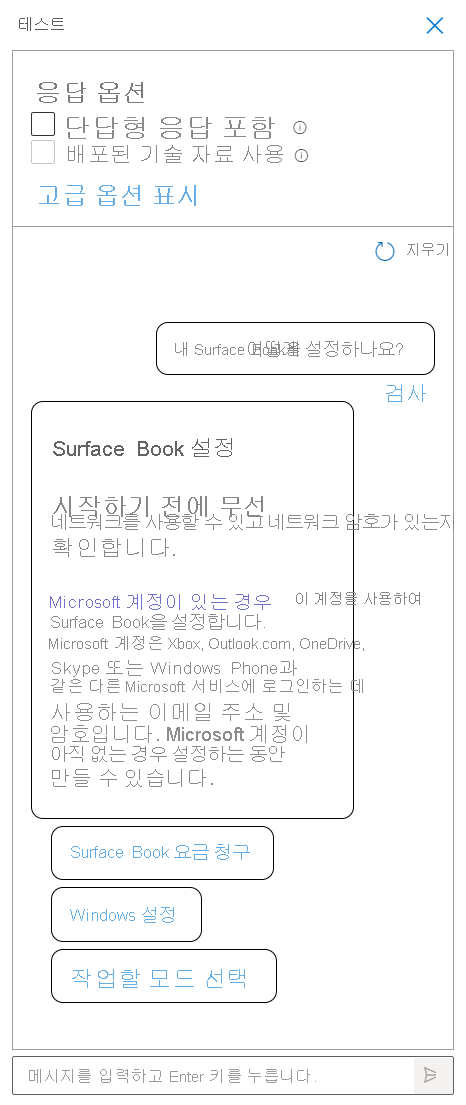 테스트
응답 옵션
단답형 응답 포함
배포된 기술 자료 사용
고급 옵션 표시
지우기
내 Surface Book을 어떻게 설정하나요?
검사
Surface Book 설정
시작하기 전에 무선
네트워크를 사용할 수 있고 네트워크 암호가 있는지
확인합니다.
Microsoft 계정이 있는 경우 이 계정을 사용하여
Surface Book을 설정합니다.
Microsoft 계정은 Xbox, Outlook.com, OneDrive,
Skype 또는 Windows Phone과
같은 다른 Microsoft 서비스에 로그인하는 데
사용하는 이메일 주소 및
암호입니다. Microsoft 계정이
아직 없는 경우 설정하는 동안
만들 수 있습니다.
Surface Book 요금 청구
Windows 설정
작업할 모드 선택
메시지를 입력하고 Enter 키를 누릅니다.